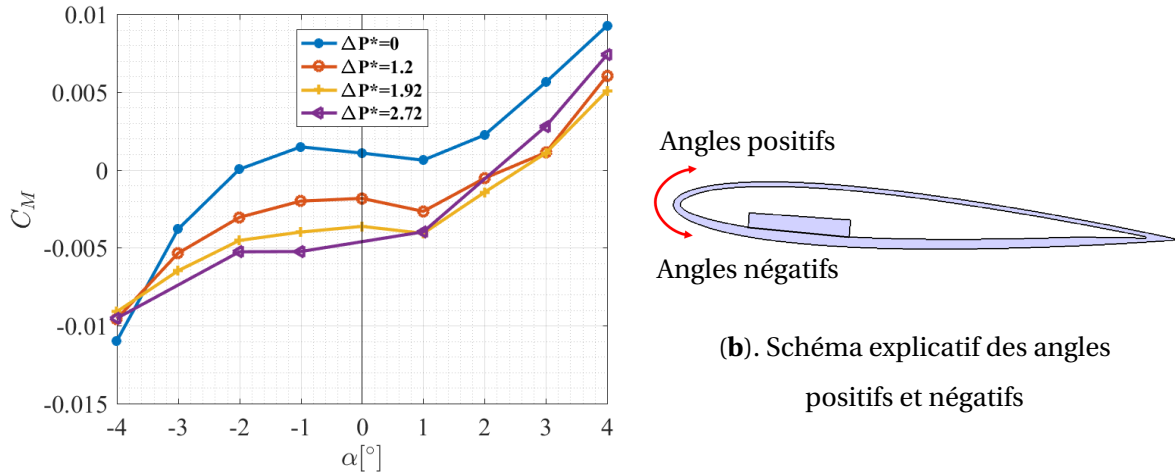 0.01
0.005
0
-0.005
-0.01
-0.015
C_M
ΔP*=0
ΔP*=1.2
ΔP*=1.92
ΔP*=2.72
-4 -3 -2 -1 0 1 2 3 4
α[°]
Angles positifs
Angles négatifs
(b). Schéma explicatif des angles
positifs et négatifs